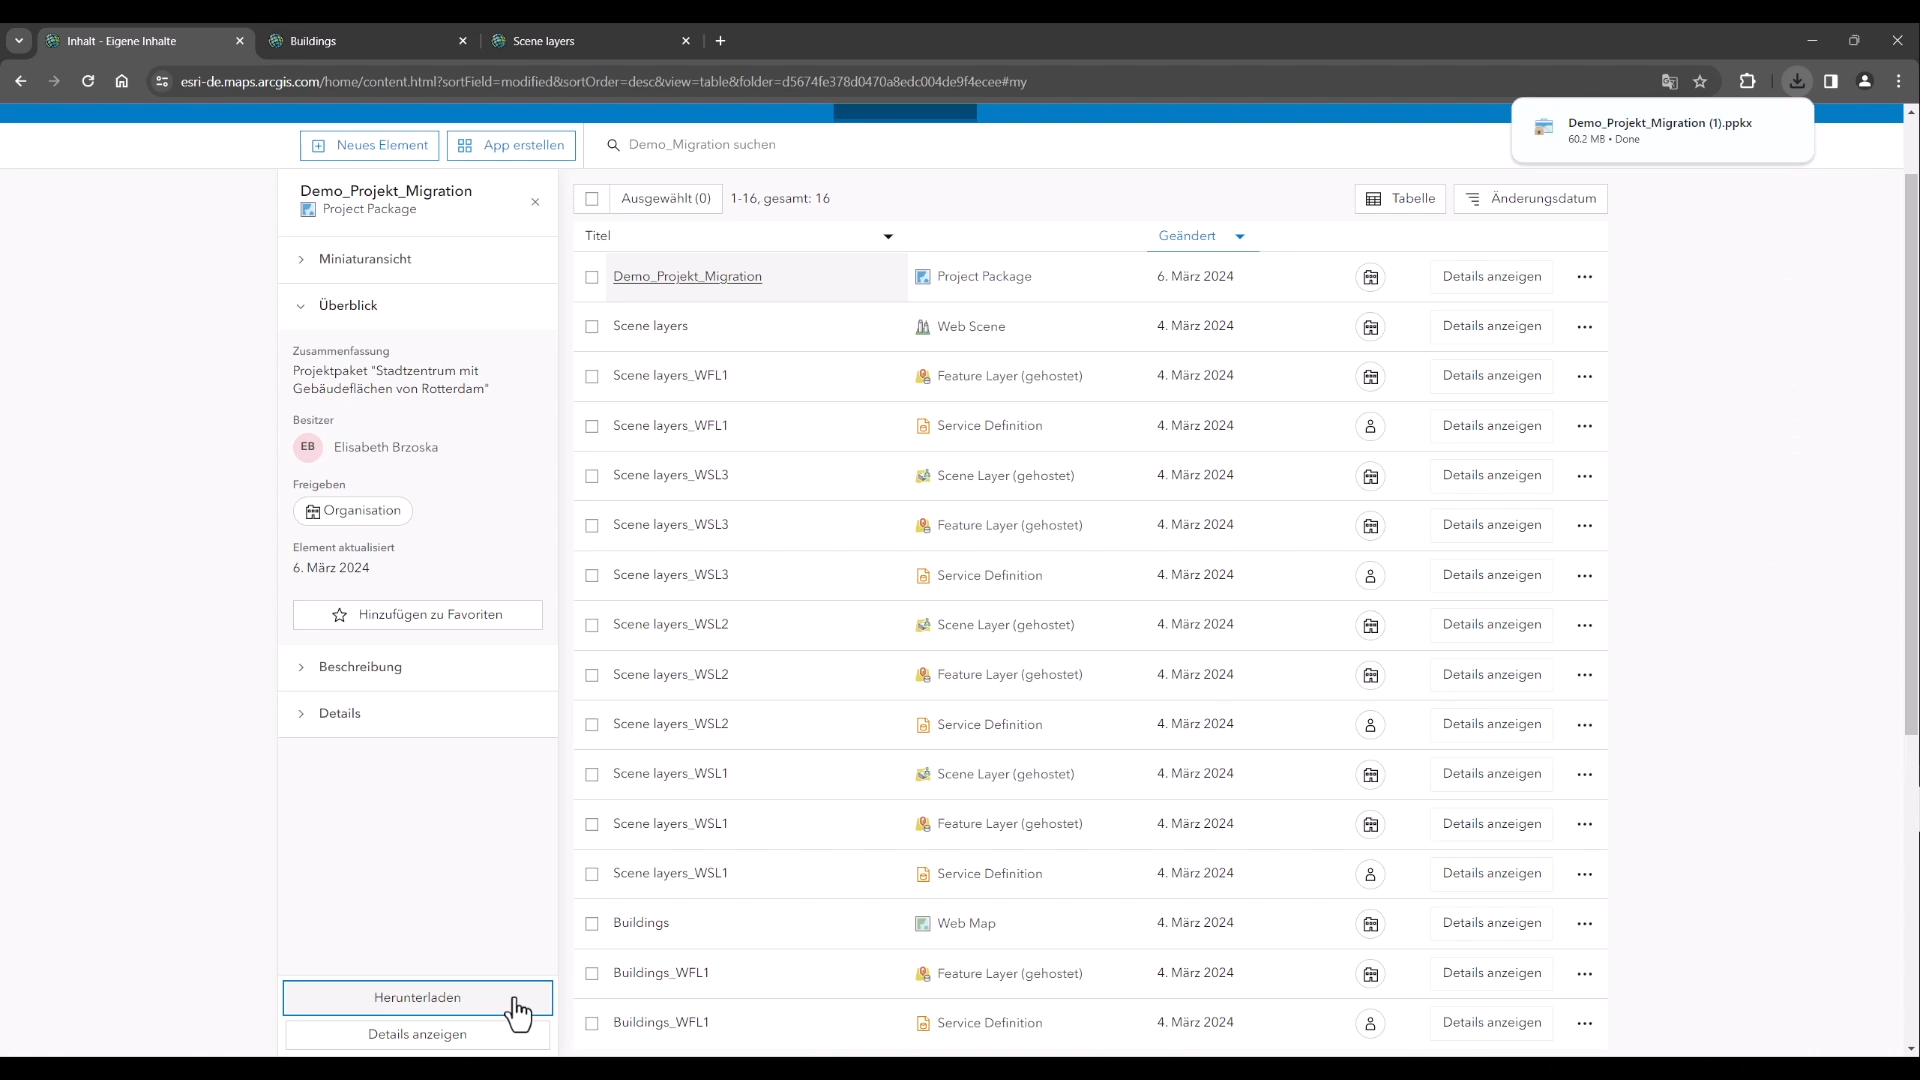 Inhalt - Eigene Inhalte
Buildings
Scene layers
esri-de.maps.arcgis.com/home/content.html?sortField=modified&sortOrder=desc&view=table&folder=d5674fe378d0470a8edc004de9f4ecee#my
Demo_Projekt_Migration (1).ppkx
60.2 MB • Done
Neues Element
App erstellen
Demo_Migration suchen
Demo_Projekt_Migration
Project Package
Miniaturansicht
Überblick
Zusammenfassung
Projektpaket "Stadtzentrum mit
Gebäudeflächen von Rotterdam"
Besitzer
EB Elisabeth Brzoska
Freigeben
Organisation
Element aktualisiert
6. März 2024
Hinzufügen zu Favoriten
Beschreibung
Details
Herunterladen
Details anzeigen
Ausgewählt (0) 1-16, gesamt: 16
Tabelle
Änderungsdatum
Titel Geändert
Demo_Projekt_Migration Project Package 6. März 2024 Details anzeigen
Scene layers Web Scene 4. März 2024 Details anzeigen
Scene layers_WFL1 Feature Layer (gehostet) 4. März 2024 Details anzeigen
Scene layers_WFL1 Service Definition 4. März 2024 Details anzeigen
Scene layers_WSL3 Scene Layer (gehostet) 4. März 2024 Details anzeigen
Scene layers_WSL3 Feature Layer (gehostet) 4. März 2024 Details anzeigen
Scene layers_WSL3 Service Definition 4. März 2024 Details anzeigen
Scene layers_WSL2 Scene Layer (gehostet) 4. März 2024 Details anzeigen
Scene layers_WSL2 Feature Layer (gehostet) 4. März 2024 Details anzeigen
Scene layers_WSL2 Service Definition 4. März 2024 Details anzeigen
Scene layers_WSL1 Scene Layer (gehostet) 4. März 2024 Details anzeigen
Scene layers_WSL1 Feature Layer (gehostet) 4. März 2024 Details anzeigen
Scene layers_WSL1 Service Definition 4. März 2024 Details anzeigen
Buildings Web Map 4. März 2024 Details anzeigen
Buildings_WFL1 Feature Layer (gehostet) 4. März 2024 Details anzeigen
Buildings_WFL1 Service Definition 4. März 2024 Details anzeigen